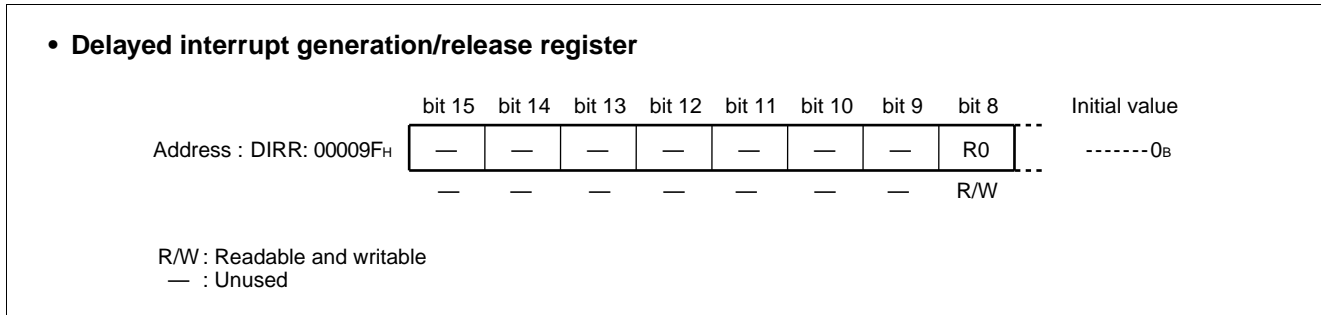 • Delayed interrupt generation/release register
bit 15 bit 14 bit 13 bit 12 bit 11 bit 10 bit 9 bit 8 Initial value
Address : DIRR: 00009FH — — — — — — — R0 -------0B
— — — — — — — R/W
R/W : Readable and writable
— : Unused